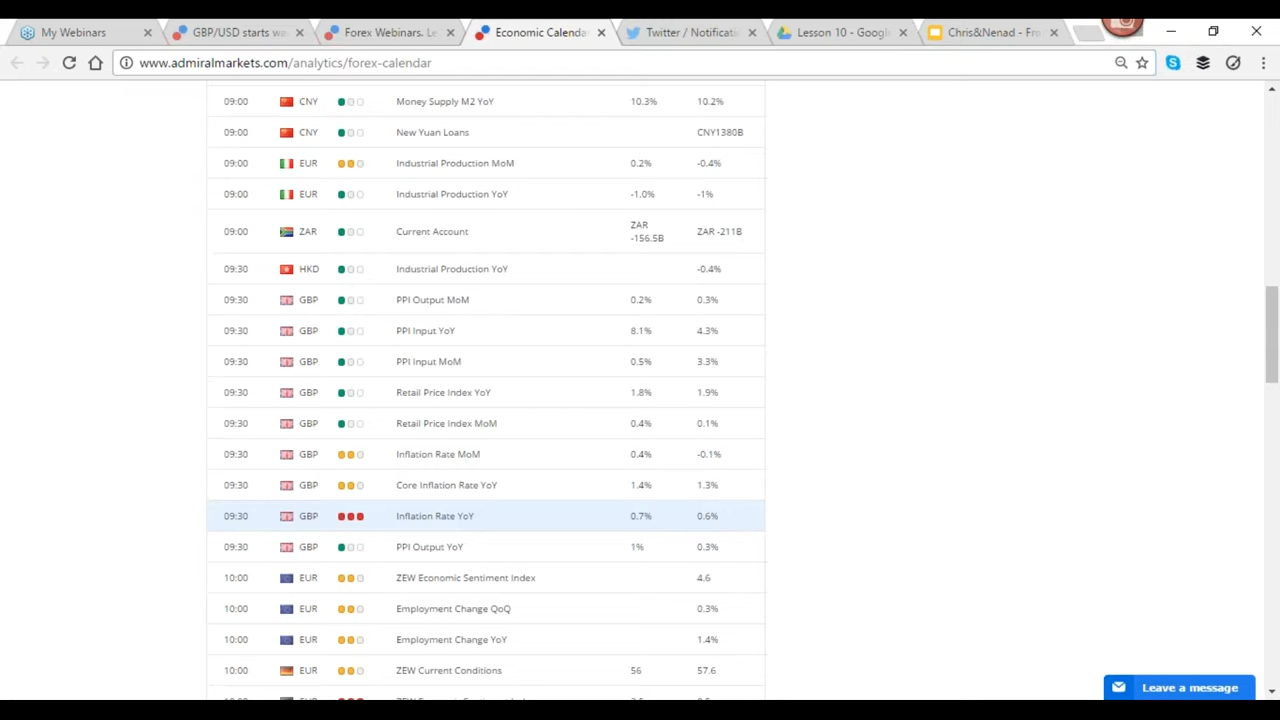 My Webinars
GBP/USD starts we
Forex Webinars. Le
Economic Calenda
Twitter / Notificati
Lesson 10 - Googl
Chris&Nenad - Fr
www.admiralmarkets.com/analytics/forex-calendar
09:00 CNY Money Supply M2 YoY 10.3% 10.2%
09:00 CNY New Yuan Loans CNY1380B
09:00 EUR Industrial Production MoM 0.2% -0.4%
09:00 EUR Industrial Production YoY -1.0% -1%
09:00 ZAR Current Account ZAR -156.5B ZAR -211B
09:30 HKD Industrial Production YoY -0.4%
09:30 GBP PPI Output MoM 0.2% 0.3%
09:30 GBP PPI Input YoY 8.1% 4.3%
09:30 GBP PPI Input MoM 0.5% 3.3%
09:30 GBP Retail Price Index YoY 1.8% 1.9%
09:30 GBP Retail Price Index MoM 0.4% 0.1%
09:30 GBP Inflation Rate MoM 0.4% -0.1%
09:30 GBP Core Inflation Rate YoY 1.4% 1.3%
09:30 GBP Inflation Rate YoY 0.7% 0.6%
09:30 GBP PPI Output YoY 1% 0.3%
10:00 EUR ZEW Economic Sentiment Index 4.6
10:00 EUR Employment Change QoQ 0.3%
10:00 EUR Employment Change YoY 1.4%
10:00 EUR ZEW Current Conditions 56 57.6
Leave a message